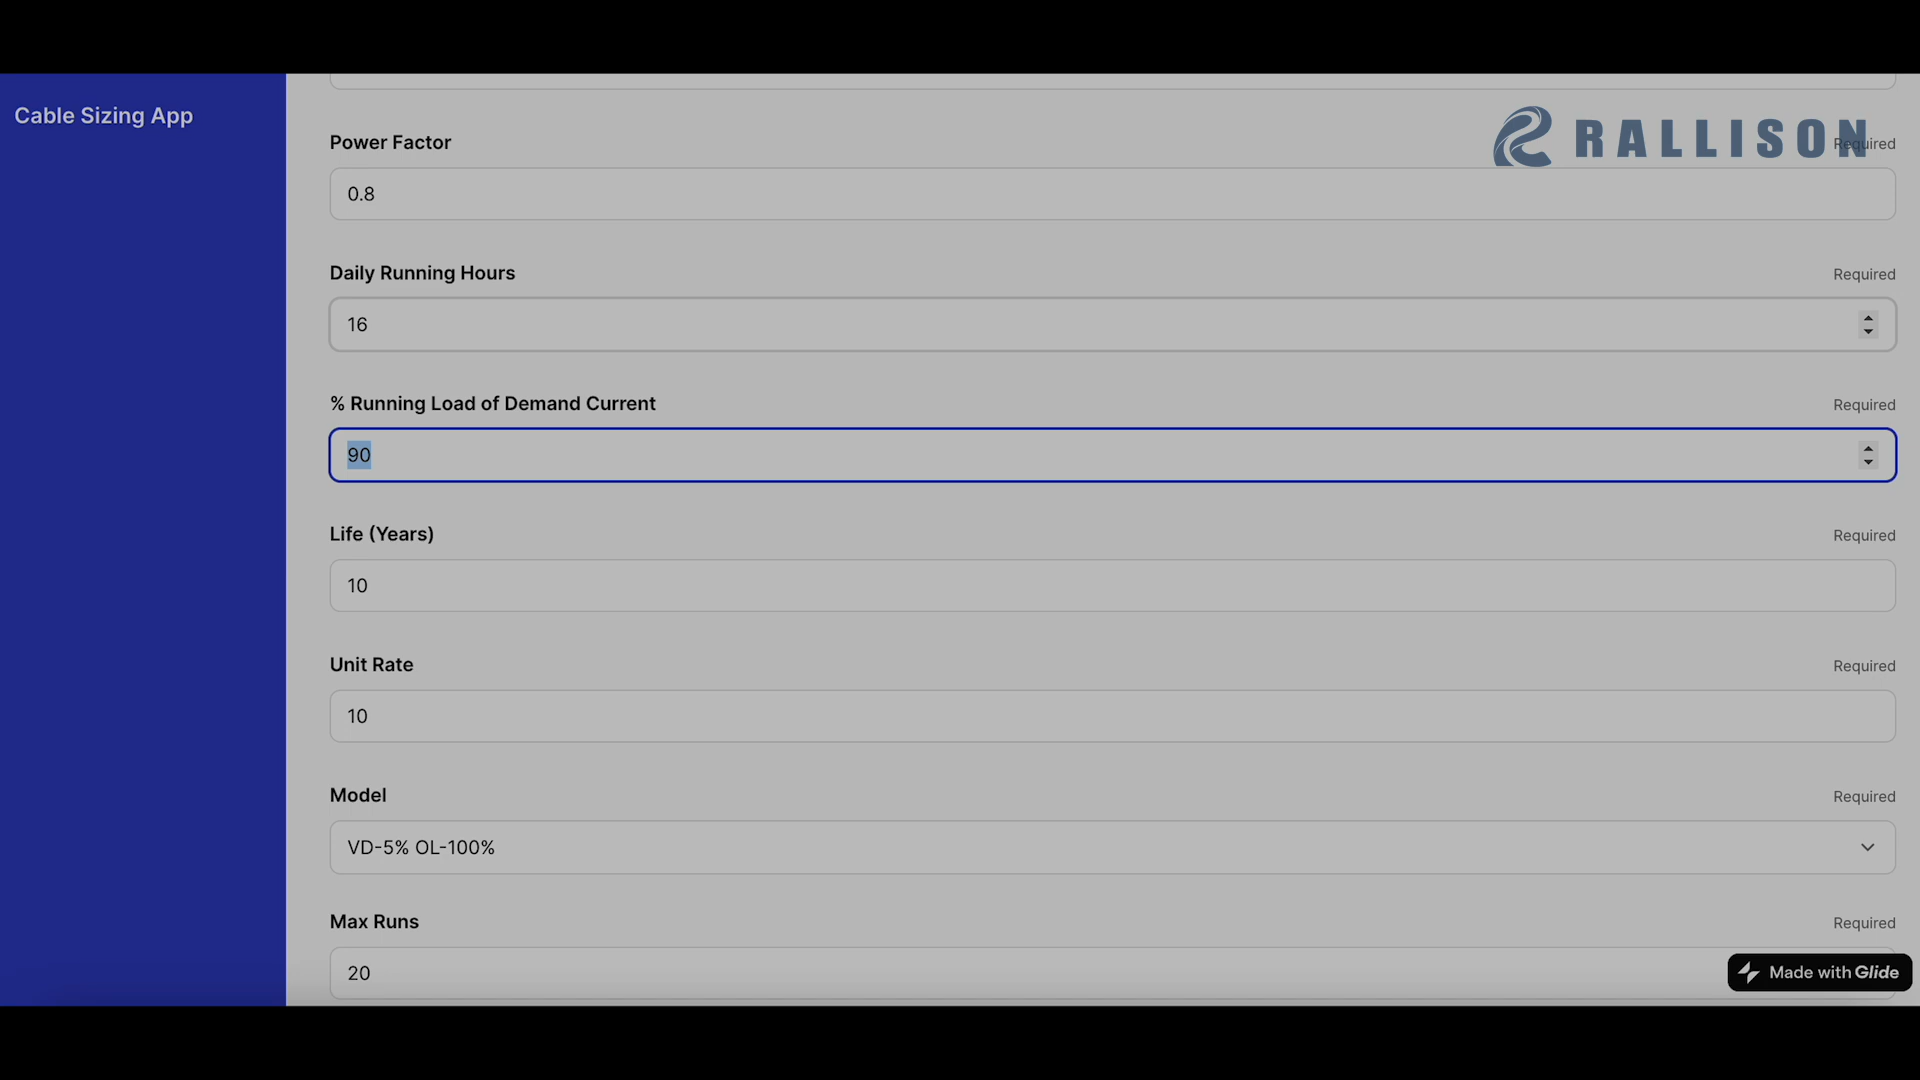 Cable Sizing App
RALLISON
Power Factor
Required
0.8
Daily Running Hours
Required
16
% Running Load of Demand Current
Required
90
Life (Years)
Required
10
Unit Rate
Required
10
Model
Required
VD-5% OL-100%
Max Runs
Required
20
Made with Glide